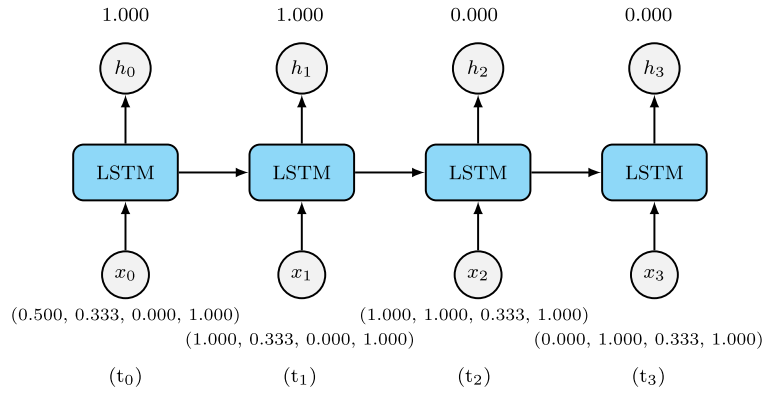 1.000 1.000 0.000 0.000
h₀ h₁ h₂ h₃
LSTM LSTM LSTM LSTM
x₀ x₁ x₂ x₃
(0.500, 0.333, 0.000, 1.000) (1.000, 1.000, 0.333, 1.000)
(1.000, 0.333, 0.000, 1.000) (0.000, 1.000, 0.333, 1.000)
(t₀) (t₁) (t₂) (t₃)